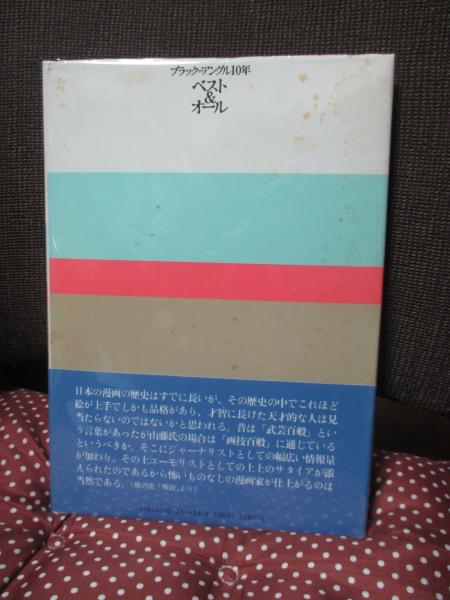 ブラック=アングル10年
ベスト
&
オール
日本の漫画の歴史はすでに長いが、その歴史の中でこれほど
絵が上手でしかも品格があり、才智に長けた天才的な人は見
当たらないのではないかと思われる。昔は「武芸百般」とい
う言葉があったが山藤氏の場合は「画技百般」に通じている
というべきか、そこにジャーナリストとしての幅広い情報量
が加わり、その上ユーモリストとしての上上のサタイアが添
えられたのであるから怖いものなしの漫画家が仕上がるのは
当然である。「解説」より)